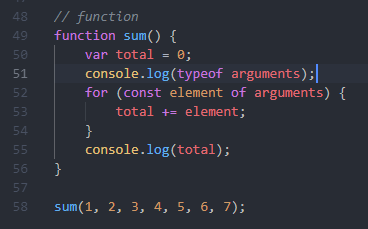 48 // function
49 function sum() {
50     var total = 0;
51     console.log(typeof arguments);
52     for (const element of arguments) {
53         total += element;
54     }
55     console.log(total);
56 }
57
58 sum(1, 2, 3, 4, 5, 6, 7);